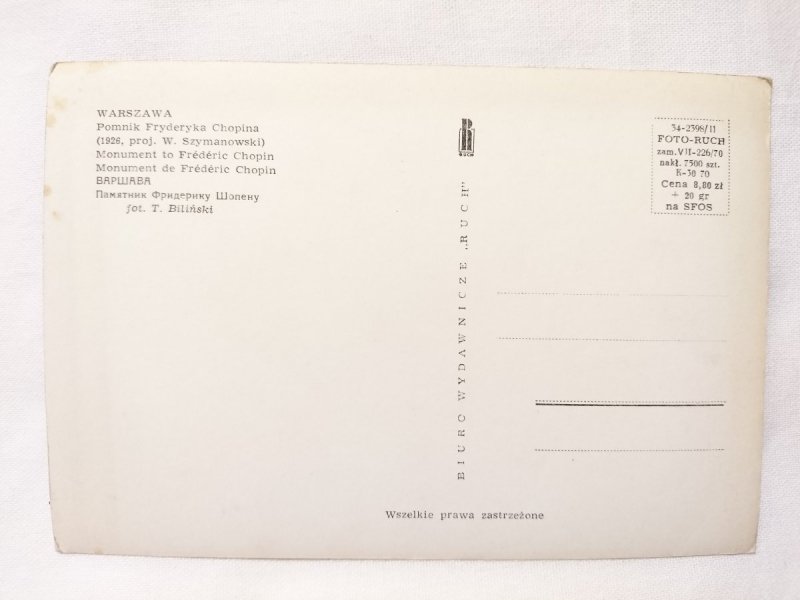 WARSZAWA
Pomnik Fryderyka Chopina
(1926, proj. W. Szymanowski)
Monument to Frédéric Chopin
Monument de Frédéric Chopin
ВАРШАВА
Памятник Фридерику Шопену
fot. T. Biliński
RUCH
BIURO WYDAWNICZE „RUCH”
34-2398/11
FOTO-RUCH
zam. VII-226/70
nakł. 7500 szt.
K-30 70
Cena 8,80 zł
+ 20 gr
na SFOS
Wszelkie prawa zastrzeżone